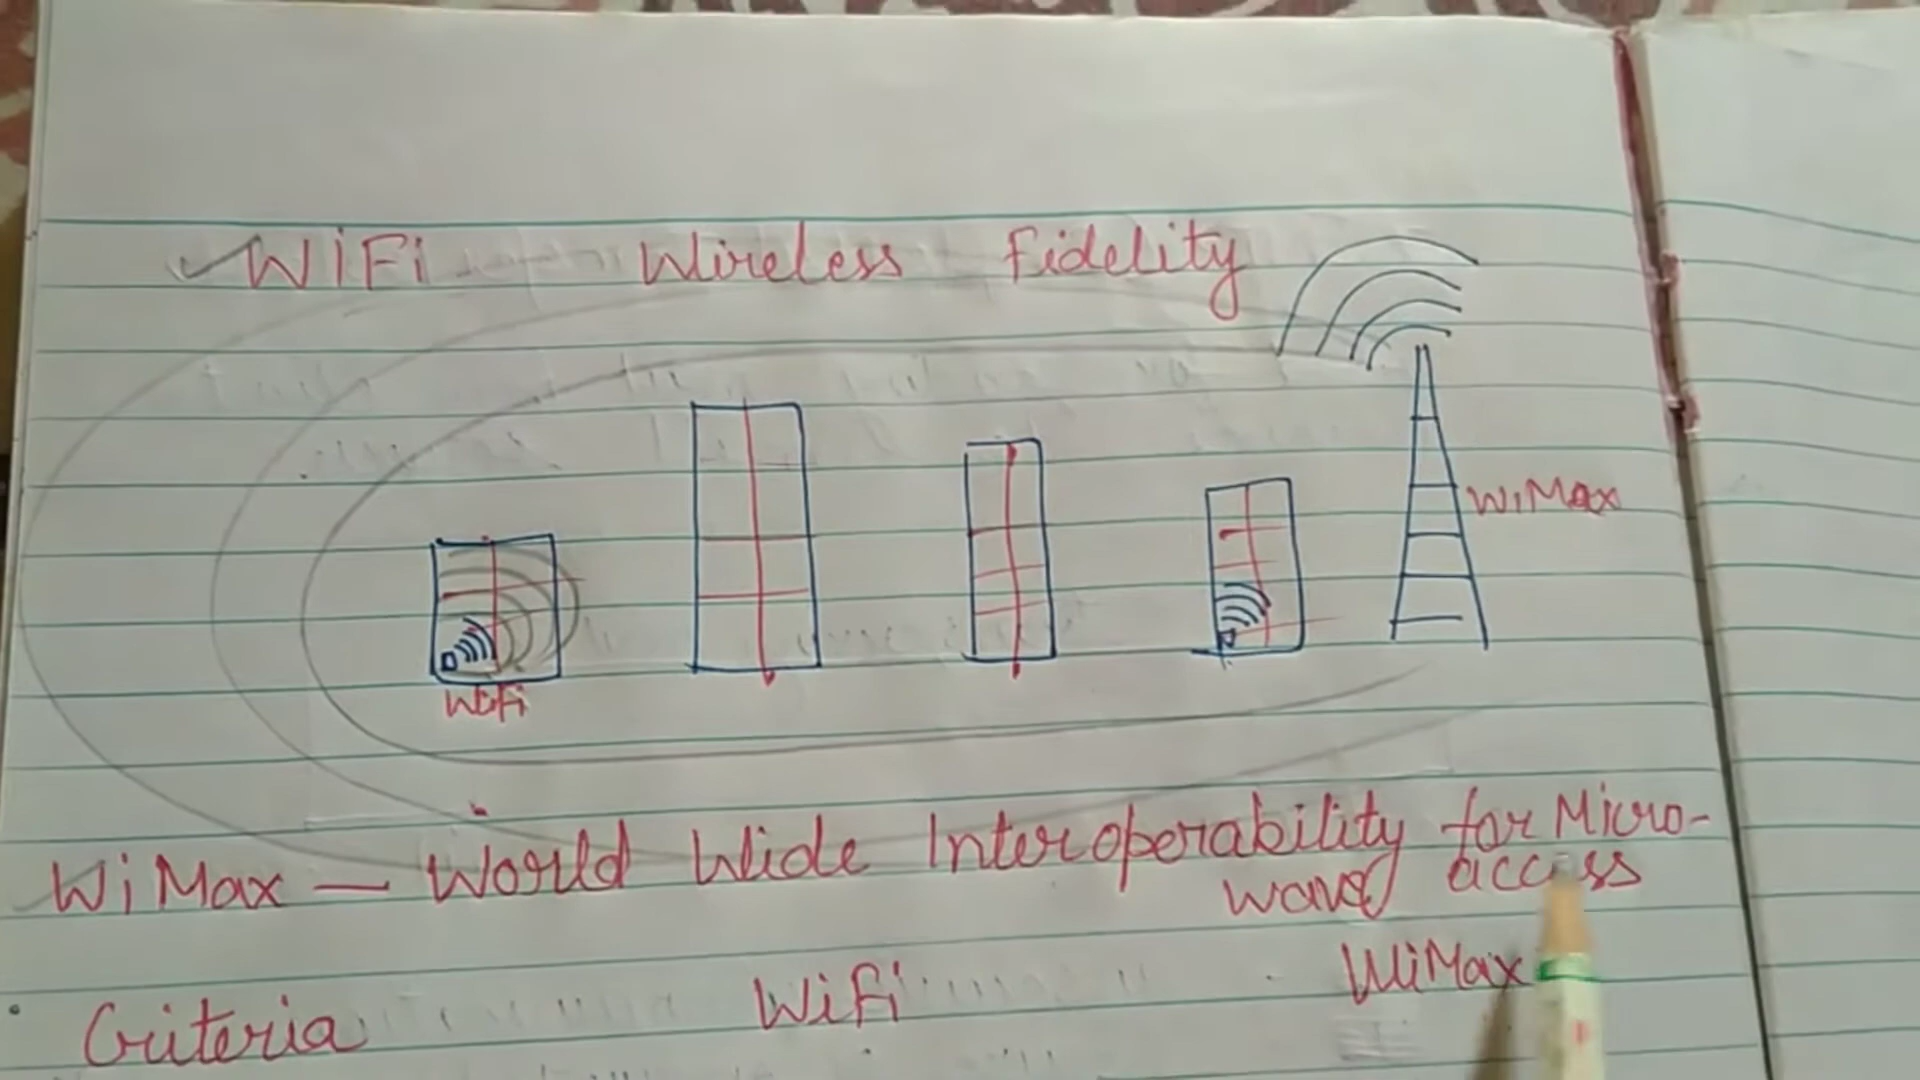 WiFi - Wireless Fidelity
WiMax
WiFi
WiMax — World Wide Interoperability for Micro-
wave access
Criteria WiFi WiMax